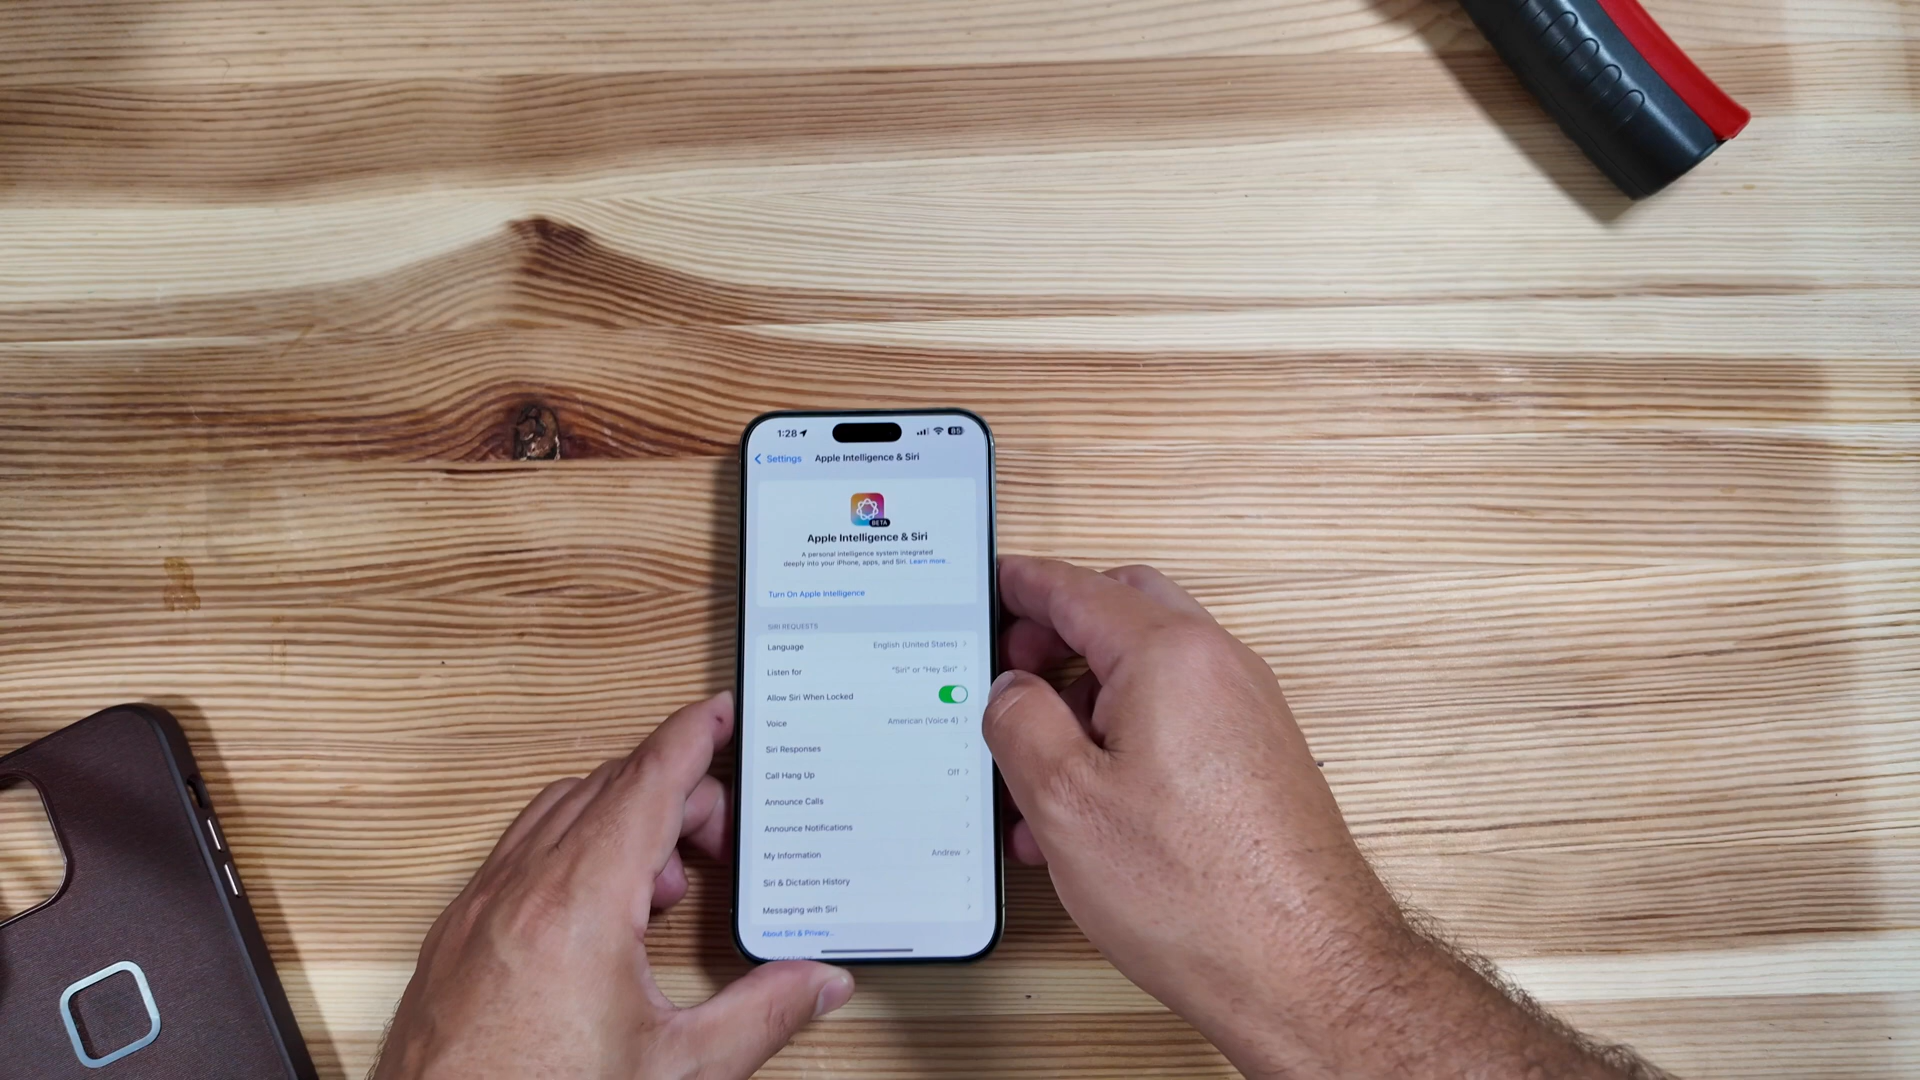 1:28 85
Settings Apple Intelligence & Siri
BETA
Apple Intelligence & Siri
A personal intelligence system integrated
deeply into your iPhone, apps, and Siri. Learn more...
Turn On Apple Intelligence
SIRI REQUESTS
Language English (United States)
Listen for "Siri" or "Hey Siri"
Allow Siri When Locked
Voice American (Voice 4)
Siri Responses
Call Hang Up Off
Announce Calls
Announce Notifications
My Information Andrew
Siri & Dictation History
Messaging with Siri
About Siri & Privacy...